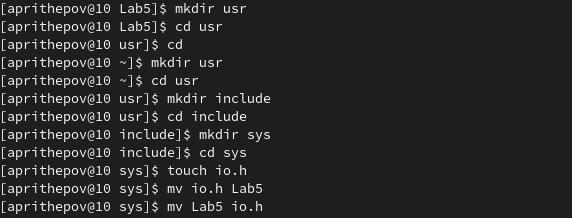 [aprithepov@10 Lab5]$ mkdir usr
[aprithepov@10 Lab5]$ cd usr
[aprithepov@10 usr]$ cd
[aprithepov@10 ~]$ mkdir usr
[aprithepov@10 ~]$ cd usr
[aprithepov@10 usr]$ mkdir include
[aprithepov@10 usr]$ cd include
[aprithepov@10 include]$ mkdir sys
[aprithepov@10 include]$ cd sys
[aprithepov@10 sys]$ touch io.h
[aprithepov@10 sys]$ mv io.h Lab5
[aprithepov@10 sys]$ mv Lab5 io.h